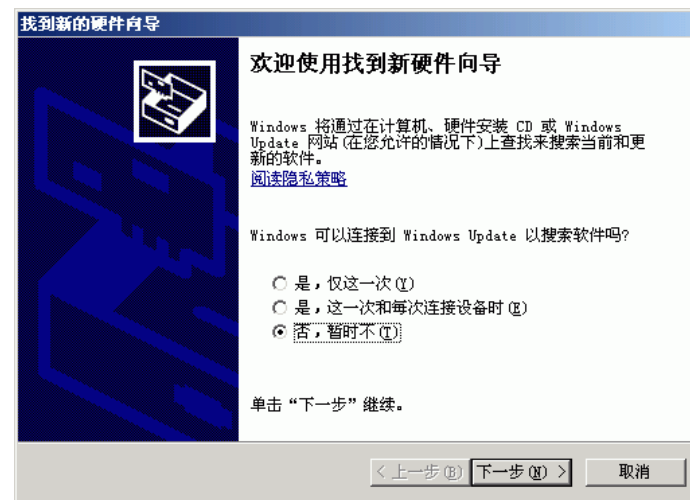 找到新的硬件向导
欢迎使用找到新硬件向导
Windows 将通过在计算机、硬件安装 CD 或 Windows
Update 网站(在您允许的情况下)上查找来搜索当前和更
新的软件。
阅读隐私策略
Windows 可以连接到 Windows Update 以搜索软件吗?
是，仅这一次(Y)
是，这一次和每次连接设备时(E)
否，暂时不(T)
单击“下一步”继续。
< 上一步(B) 下一步(N) > 取消